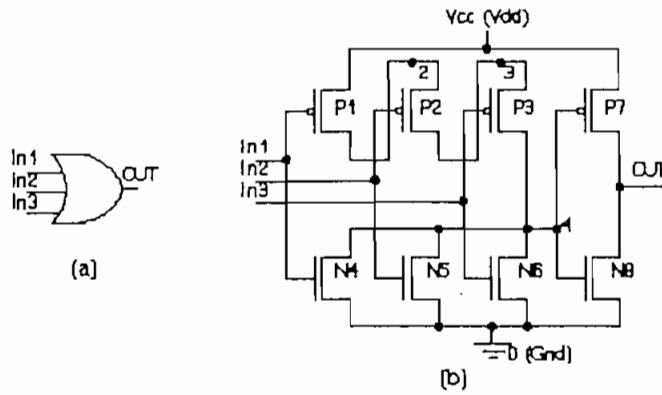 Vcc (Vdd)
2
3
P1
P2
P3
P7
In1
In2
In3
OUT
(a)
In1
In2
In3
OUT
A
N4
N5
N6
N8
0 (Gnd)
(b)